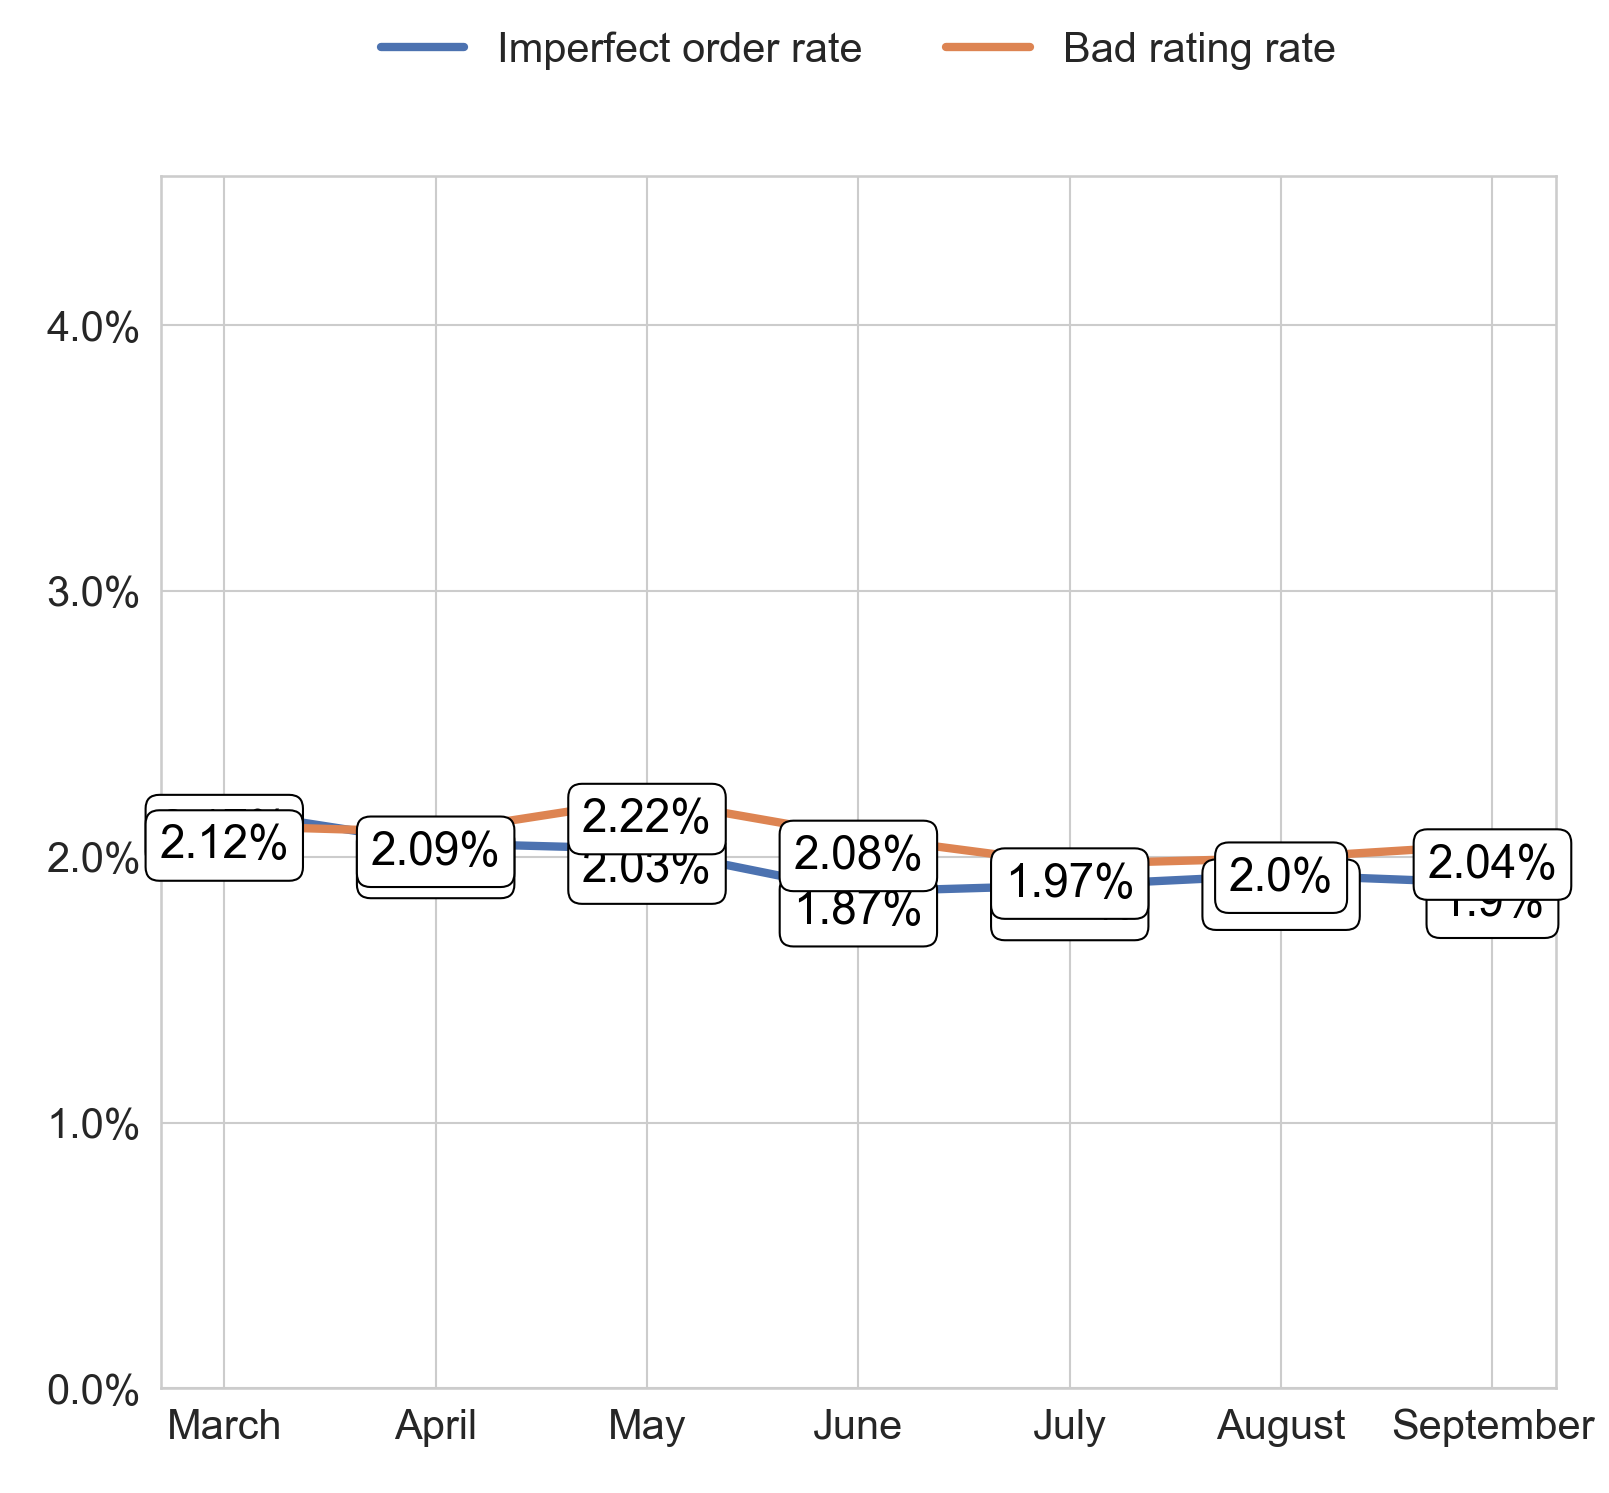 Imperfect order rate
Bad rating rate
4.0%
3.0%
2.0%
1.0%
0.0%
2.12%
2.09%
2.22%
2.03%
2.08%
1.87%
1.97%
2.0%
2.04%
1.9%
March
April
May
June
July
August
September